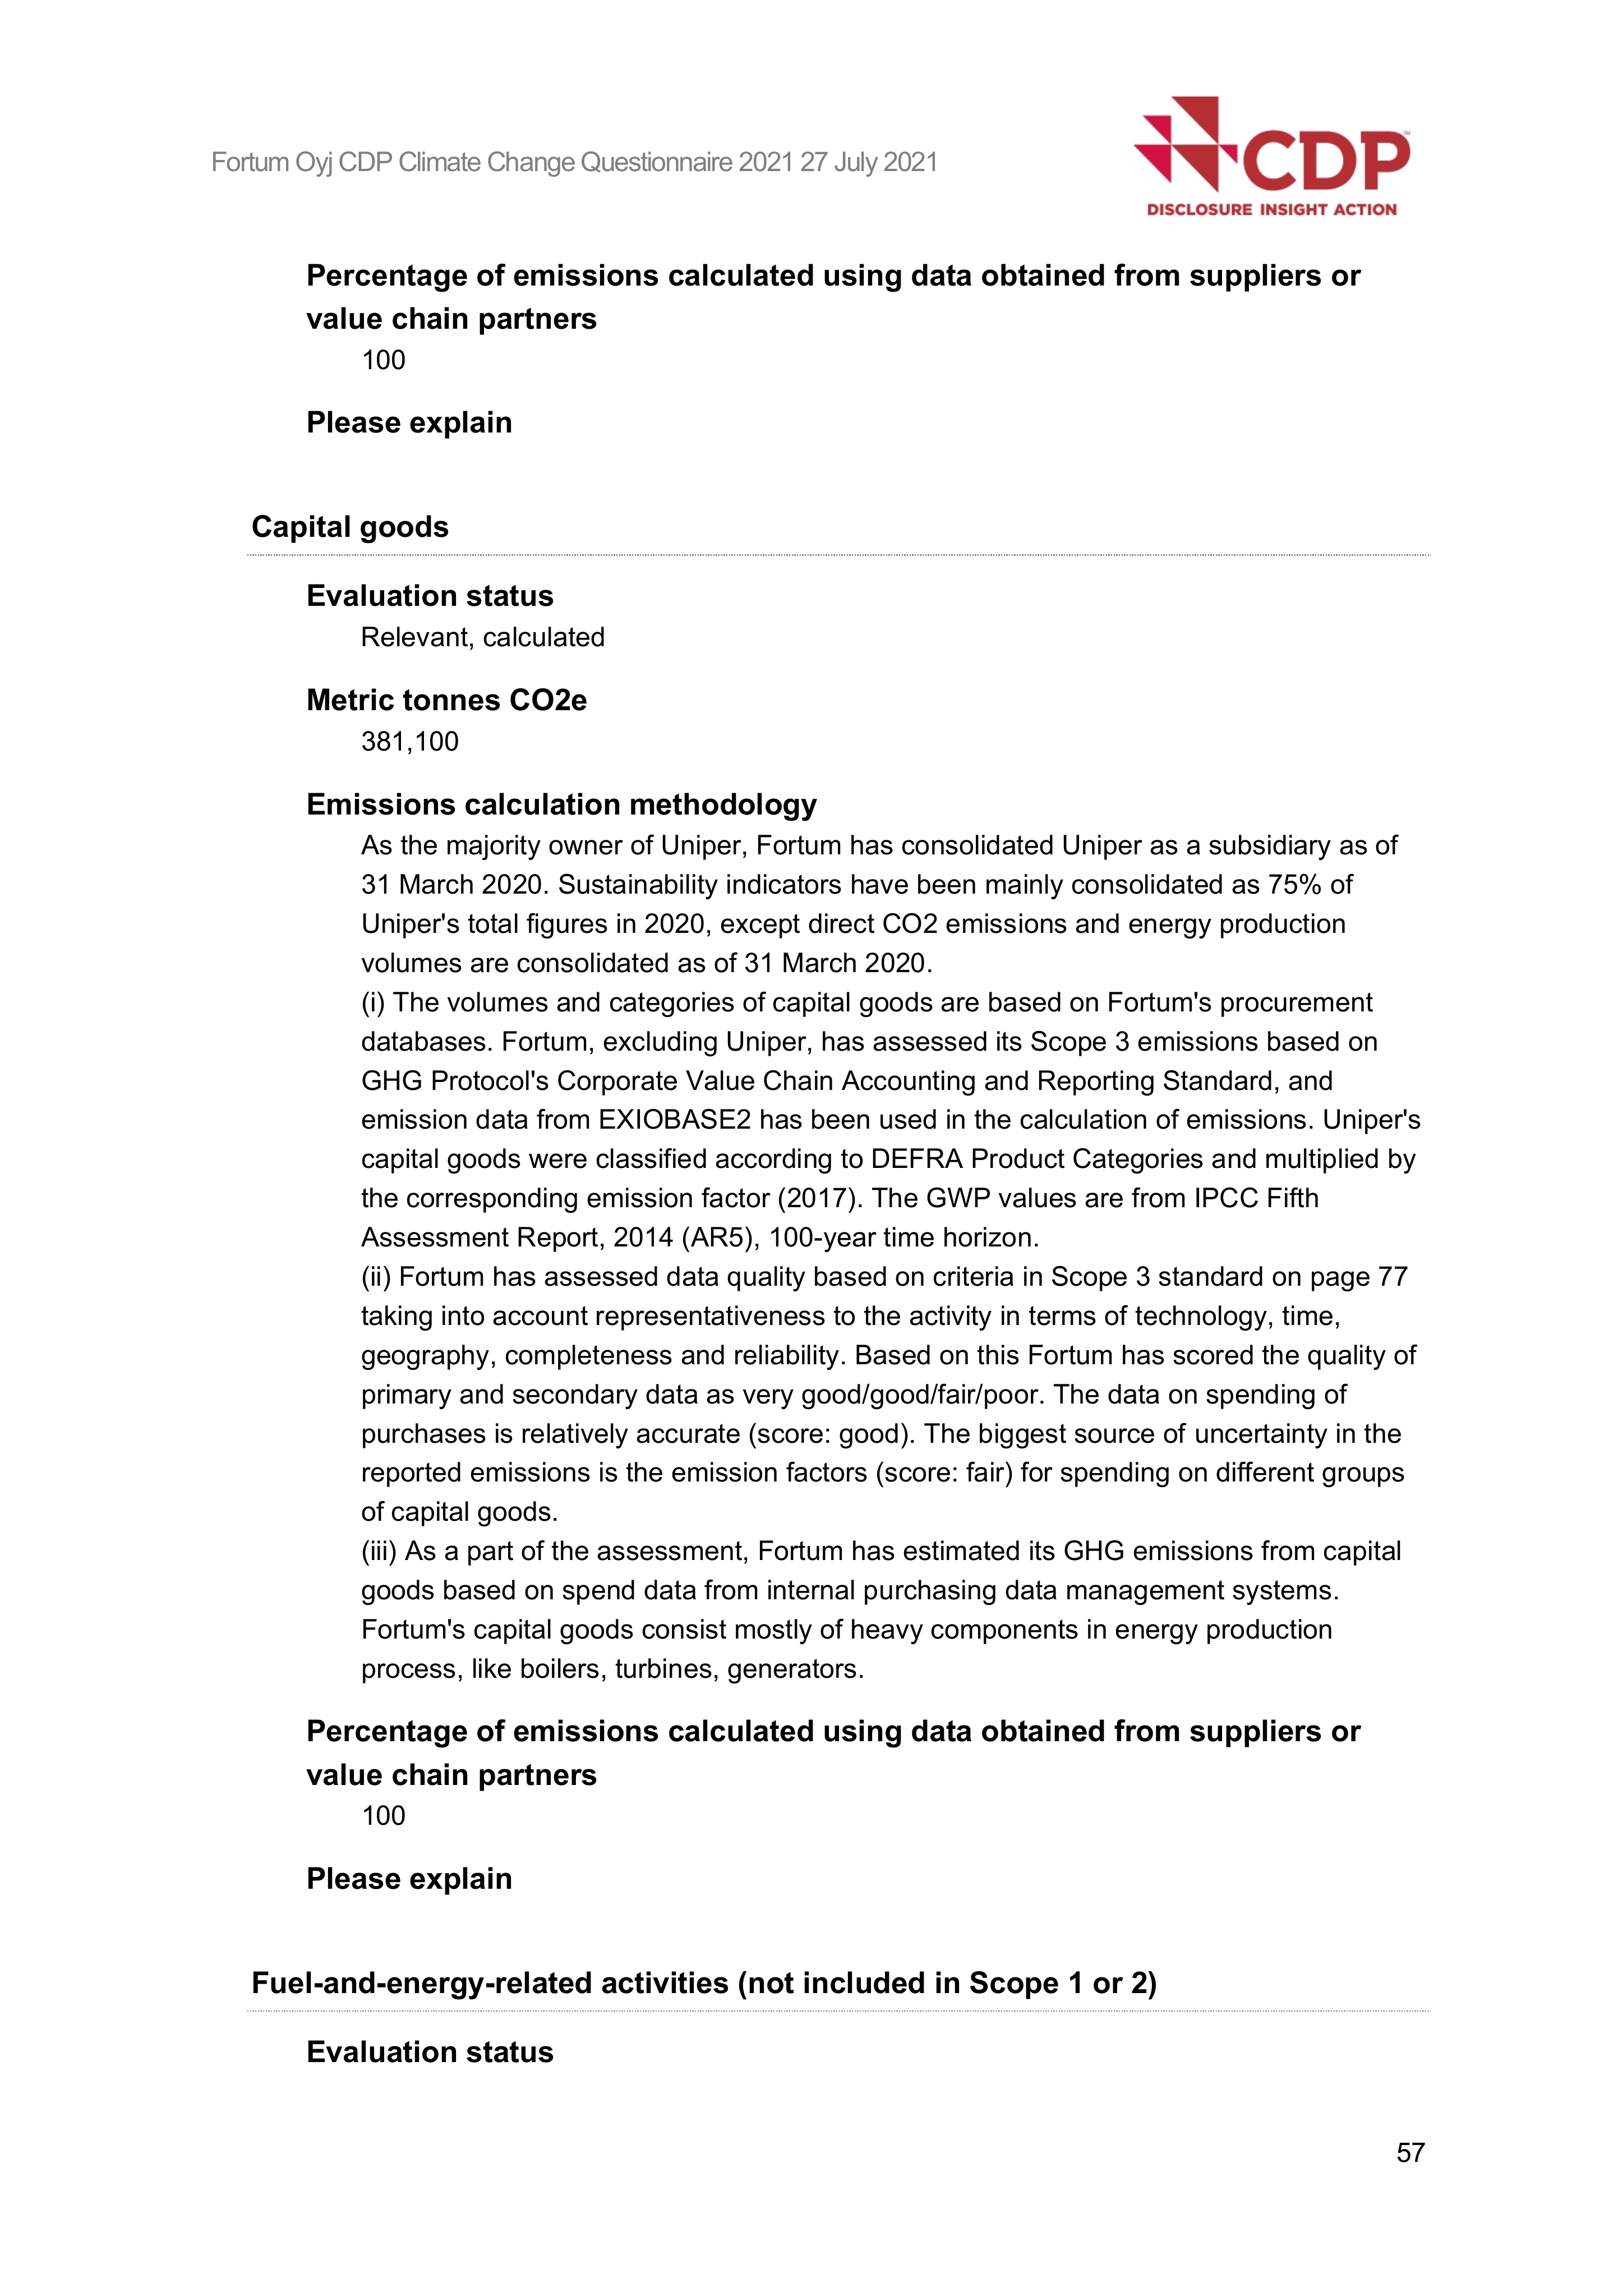 Fortum Oyj CDP Climate Change Questionnaire 2021 27 July 2021
CDP™
DISCLOSURE INSIGHT ACTION
Percentage of emissions calculated using data obtained from suppliers or
value chain partners
100
Please explain
Capital goods
Evaluation status
Relevant, calculated
Metric tonnes CO2e
381,100
Emissions calculation methodology
As the majority owner of Uniper, Fortum has consolidated Uniper as a subsidiary as of
31 March 2020. Sustainability indicators have been mainly consolidated as 75% of
Uniper's total figures in 2020, except direct CO2 emissions and energy production
volumes are consolidated as of 31 March 2020.
(i) The volumes and categories of capital goods are based on Fortum's procurement
databases. Fortum, excluding Uniper, has assessed its Scope 3 emissions based on
GHG Protocol's Corporate Value Chain Accounting and Reporting Standard, and
emission data from EXIOBASE2 has been used in the calculation of emissions. Uniper's
capital goods were classified according to DEFRA Product Categories and multiplied by
the corresponding emission factor (2017). The GWP values are from IPCC Fifth
Assessment Report, 2014 (AR5), 100-year time horizon.
(ii) Fortum has assessed data quality based on criteria in Scope 3 standard on page 77
taking into account representativeness to the activity in terms of technology, time,
geography, completeness and reliability. Based on this Fortum has scored the quality of
primary and secondary data as very good/good/fair/poor. The data on spending of
purchases is relatively accurate (score: good). The biggest source of uncertainty in the
reported emissions is the emission factors (score: fair) for spending on different groups
of capital goods.
(iii) As a part of the assessment, Fortum has estimated its GHG emissions from capital
goods based on spend data from internal purchasing data management systems.
Fortum's capital goods consist mostly of heavy components in energy production
process, like boilers, turbines, generators.
Percentage of emissions calculated using data obtained from suppliers or
value chain partners
100
Please explain
Fuel-and-energy-related activities (not included in Scope 1 or 2)
Evaluation status
57